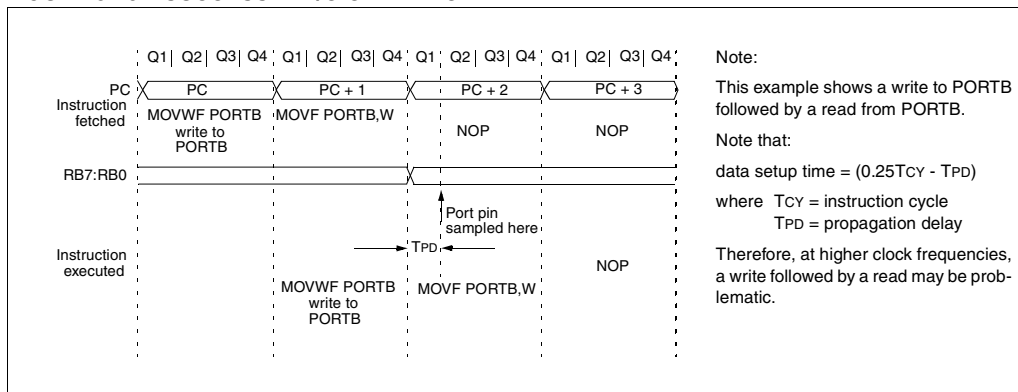 Q1 Q2 Q3 Q4 Q1 Q2 Q3 Q4 Q1 Q2 Q3 Q4 Q1 Q2 Q3 Q4
PC PC PC + 1 PC + 2 PC + 3
Instruction
fetched
MOVWF PORTB
write to
PORTB
MOVF PORTB,W
NOP
NOP
RB7:RB0
Port pin
sampled here
TPD
Instruction
executed
MOVWF PORTB
write to
PORTB
MOVF PORTB,W
NOP
Note:
This example shows a write to PORTB
followed by a read from PORTB.
Note that:
data setup time = (0.25TCY - TPD)
where TCY = instruction cycle
TPD = propagation delay
Therefore, at higher clock frequencies,
a write followed by a read may be prob-
lematic.